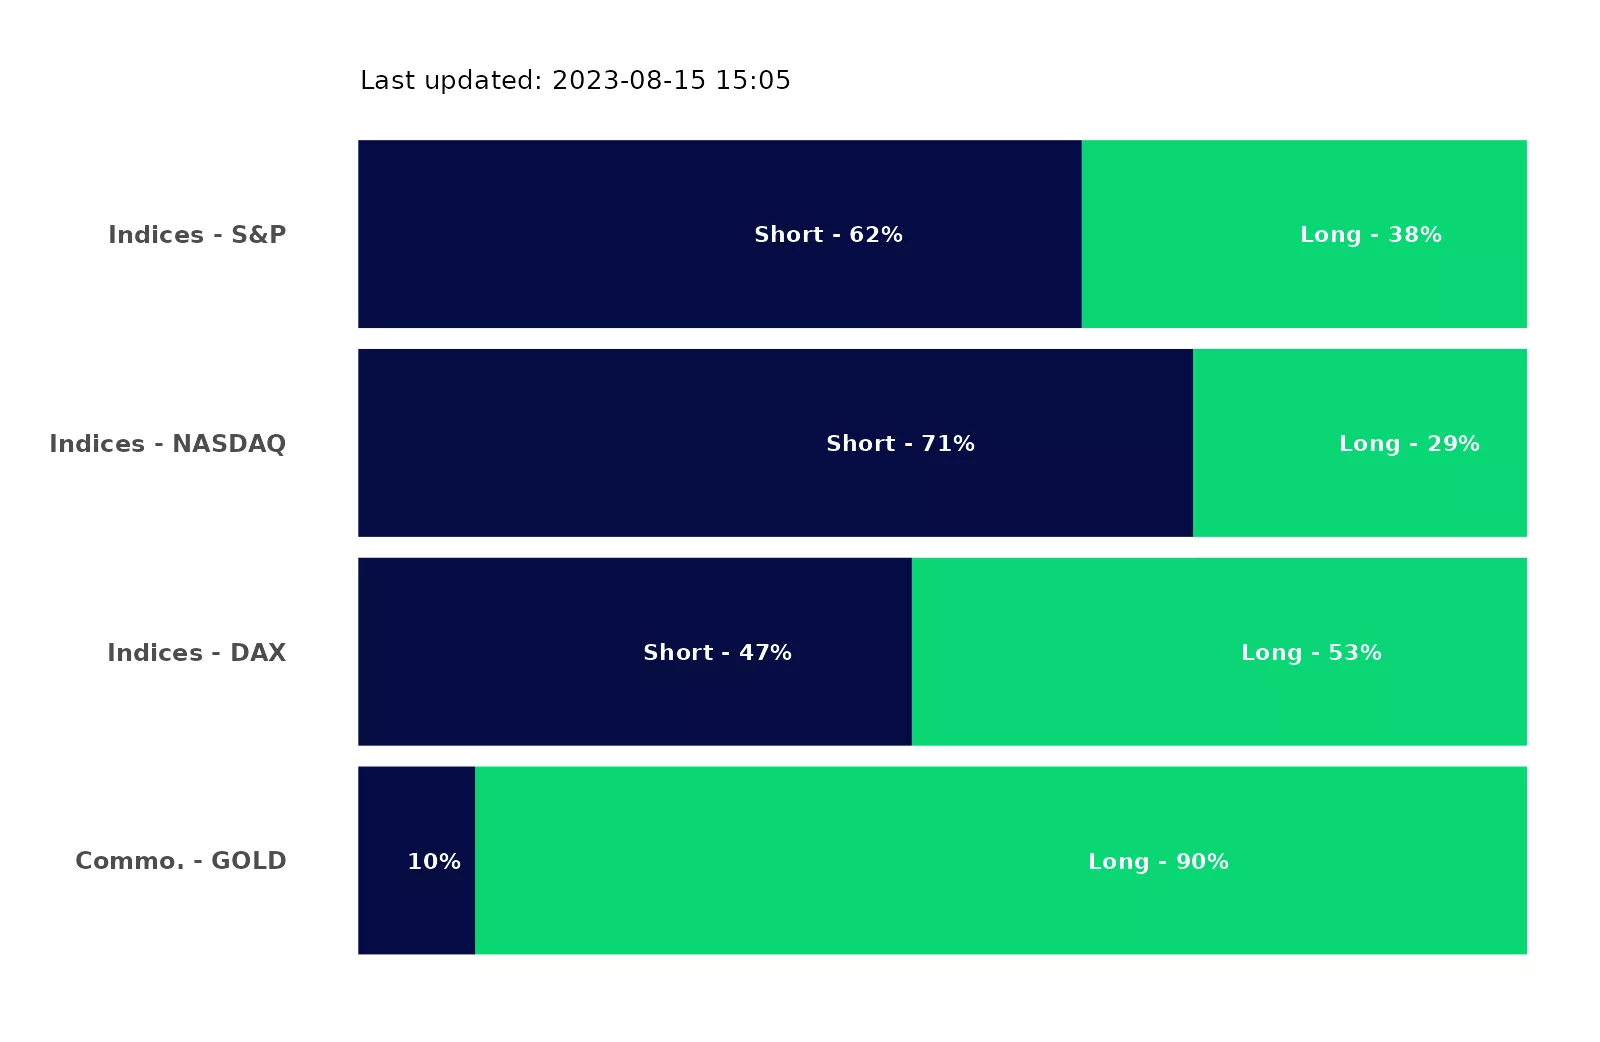 Last updated: 2023-08-15 15:05
Indices - S&P
Short - 62%
Long - 38%
Indices - NASDAQ
Short - 71%
Long - 29%
Indices - DAX
Short - 47%
Long - 53%
Commo. - GOLD
10%
Long - 90%